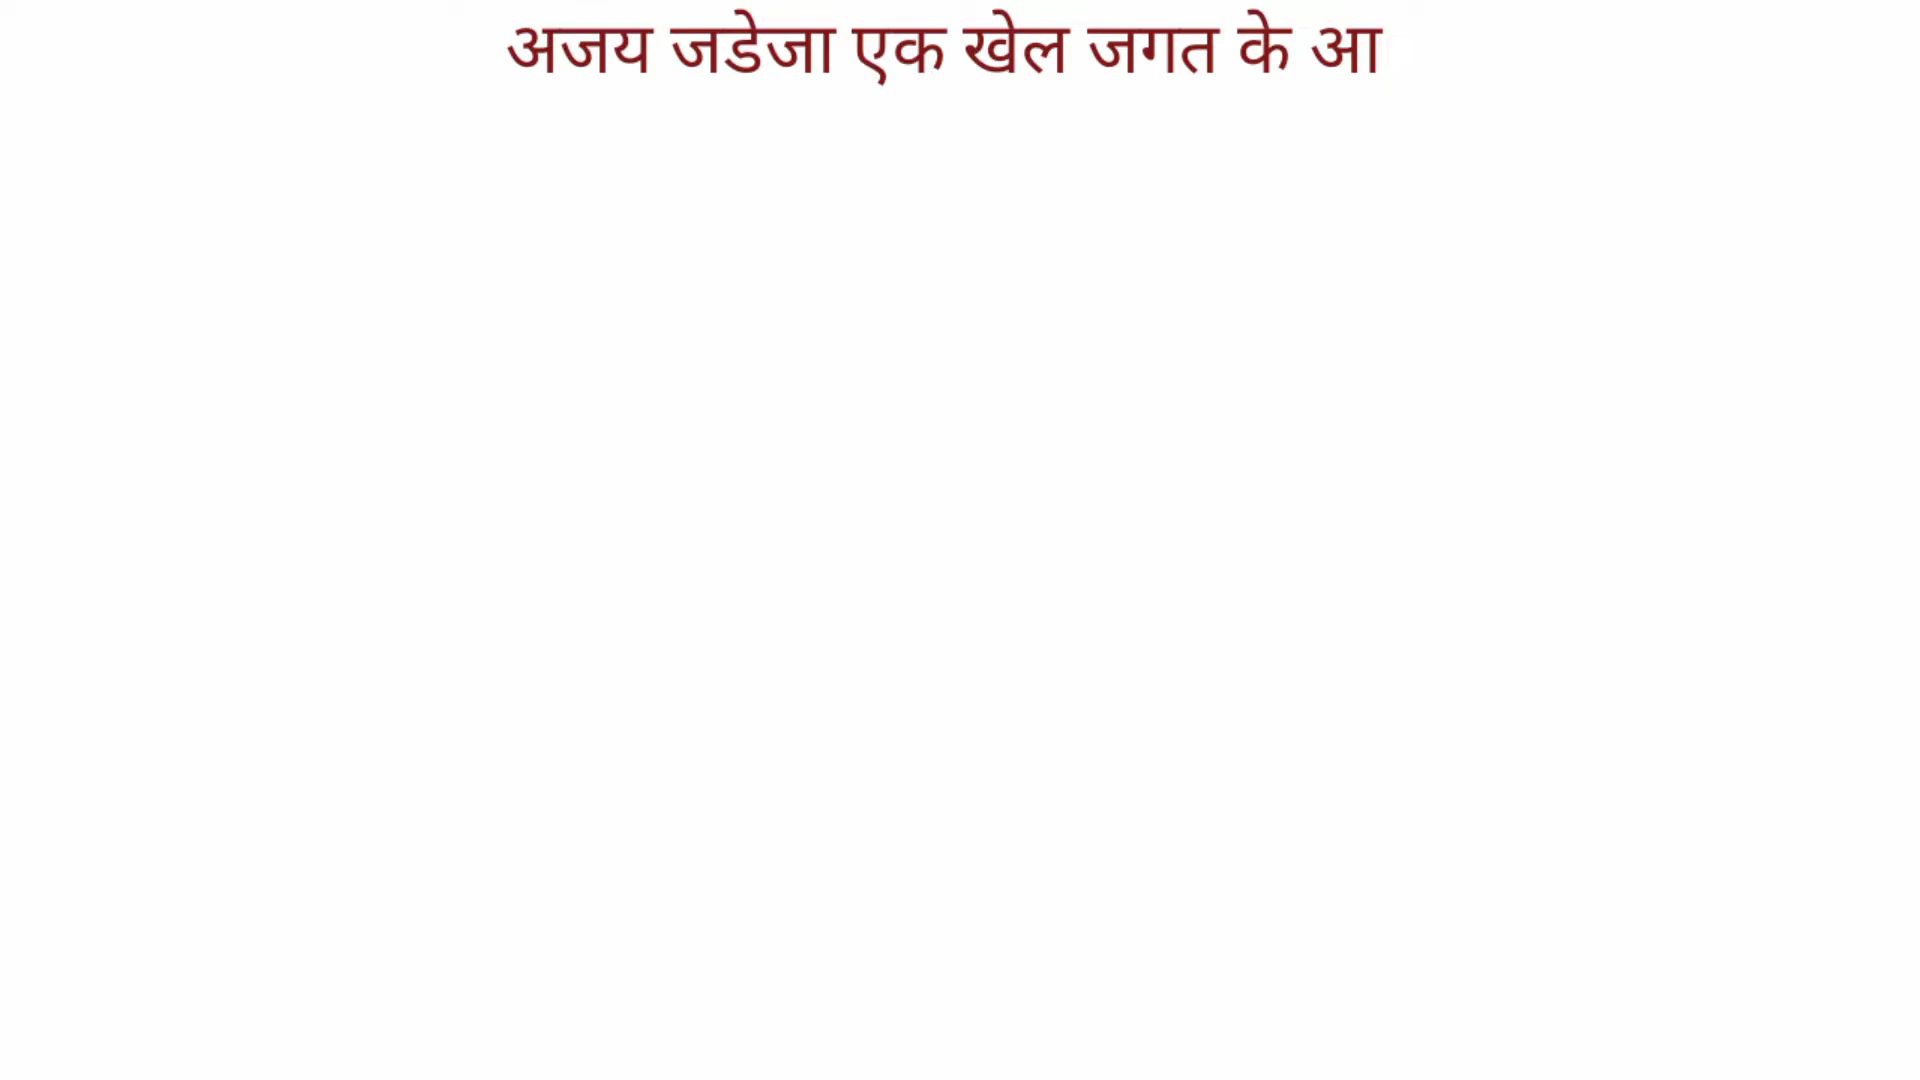 अजय जडेजा एक खेल जगत के आ